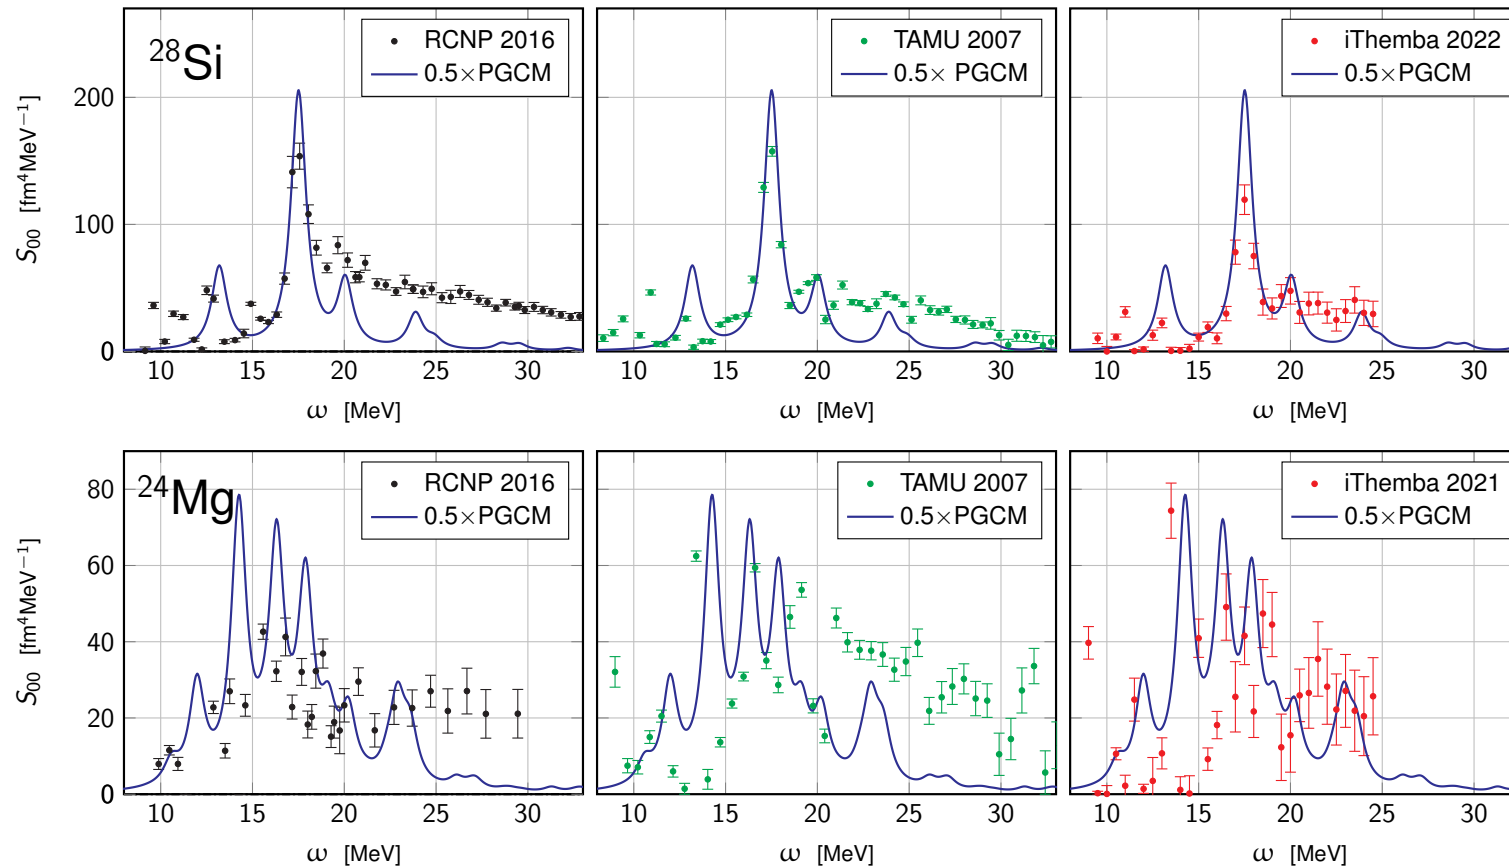 ²⁸Si
RCNP 2016
0.5×PGCM
TAMU 2007
0.5× PGCM
iThemba 2022
0.5×PGCM
S₀₀ [fm⁴MeV⁻¹]
200
100
0
10 15 20 25 30
10 15 20 25 30
10 15 20 25 30
ω [MeV]
ω [MeV]
ω [MeV]
²⁴Mg
RCNP 2016
0.5×PGCM
TAMU 2007
0.5×PGCM
iThemba 2021
0.5×PGCM
S₀₀ [fm⁴MeV⁻¹]
80
60
40
20
0
10 15 20 25 30
10 15 20 25 30
10 15 20 25 30
ω [MeV]
ω [MeV]
ω [MeV]